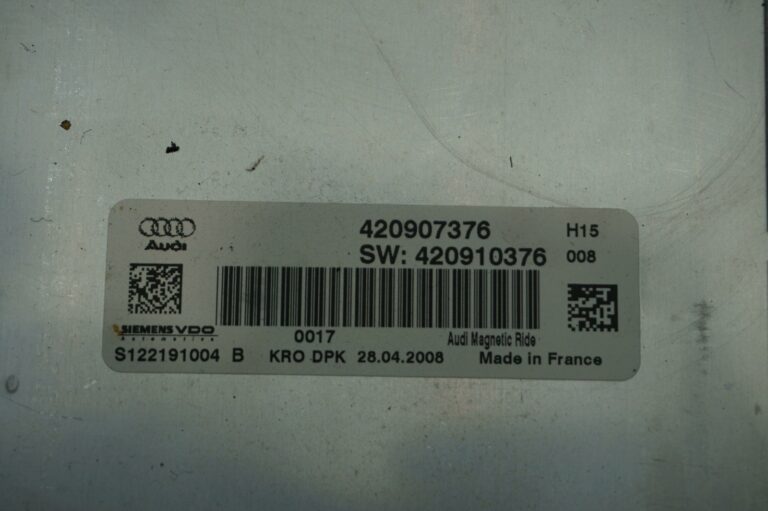 Audi
420907376 H15
SW: 420910376 008
SIEMENS VDO
Automotive
0017 Audi Magnetic Ride
S122191004 B KRO DPK 28.04.2008 Made in France